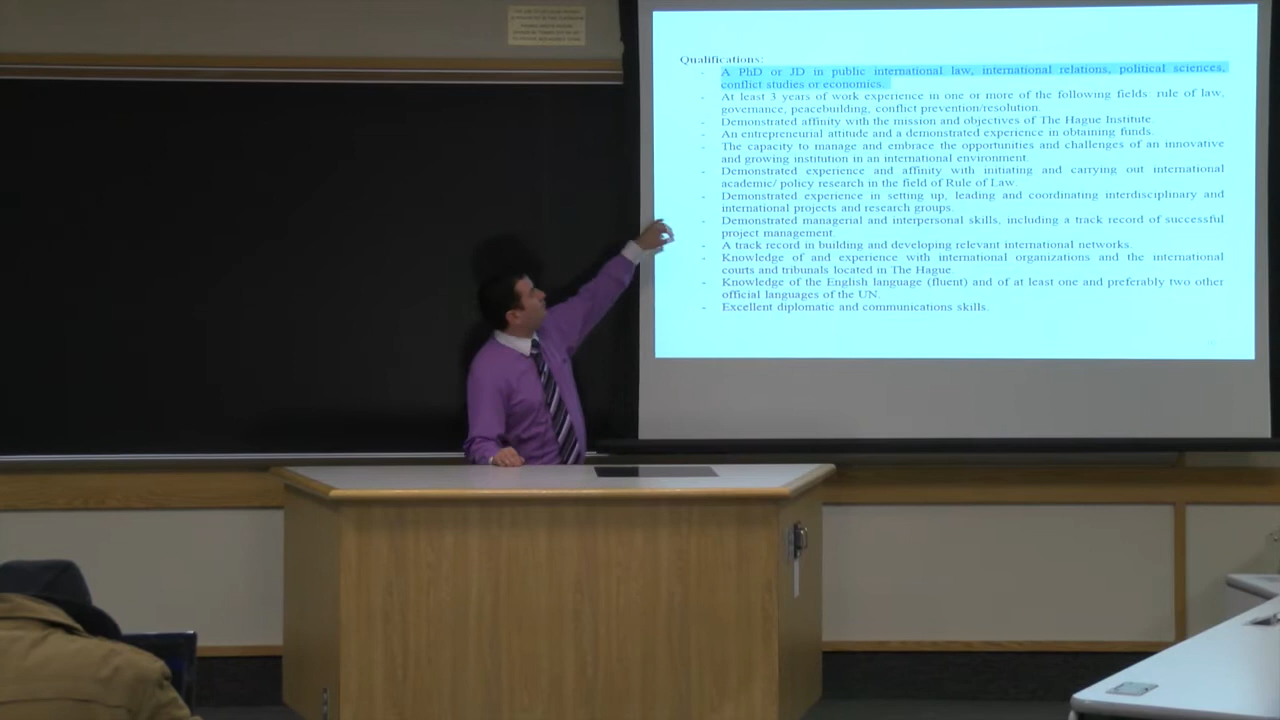 Qualifications:
- A PhD or JD in public international law, international relations, political sciences,
conflict studies or economics.
- At least 3 years of work experience in one or more of the following fields: rule of law,
governance, peacebuilding, conflict prevention/resolution.
- Demonstrated affinity with the mission and objectives of The Hague Institute.
- An entrepreneurial attitude and a demonstrated experience in obtaining funds.
- The capacity to manage and embrace the opportunities and challenges of an innovative
and growing institution in an international environment.
- Demonstrated experience and affinity with initiating and carrying out international
academic/ policy research in the field of Rule of Law.
- Demonstrated experience in setting up, leading and coordinating interdisciplinary and
international projects and research groups.
- Demonstrated managerial and interpersonal skills, including a track record of successful
project management.
- A track record in building and developing relevant international networks.
- Knowledge of and experience with international organizations and the international
courts and tribunals located in The Hague.
- Knowledge of the English language (fluent) and of at least one and preferably two other
official languages of the UN.
- Excellent diplomatic and communications skills.